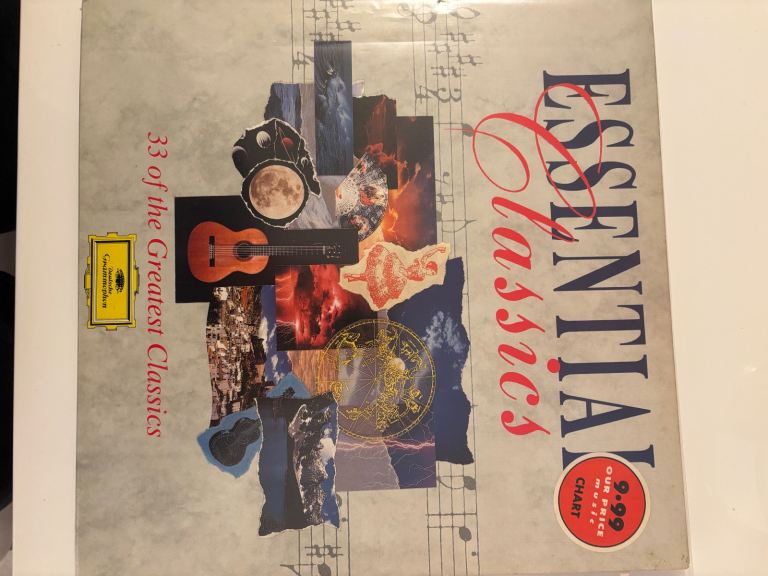 ESSENTIAL
Classics
9.99
OUR PRICE
music
CHART
33 of the Greatest Classics
Deutsche
Grammophon